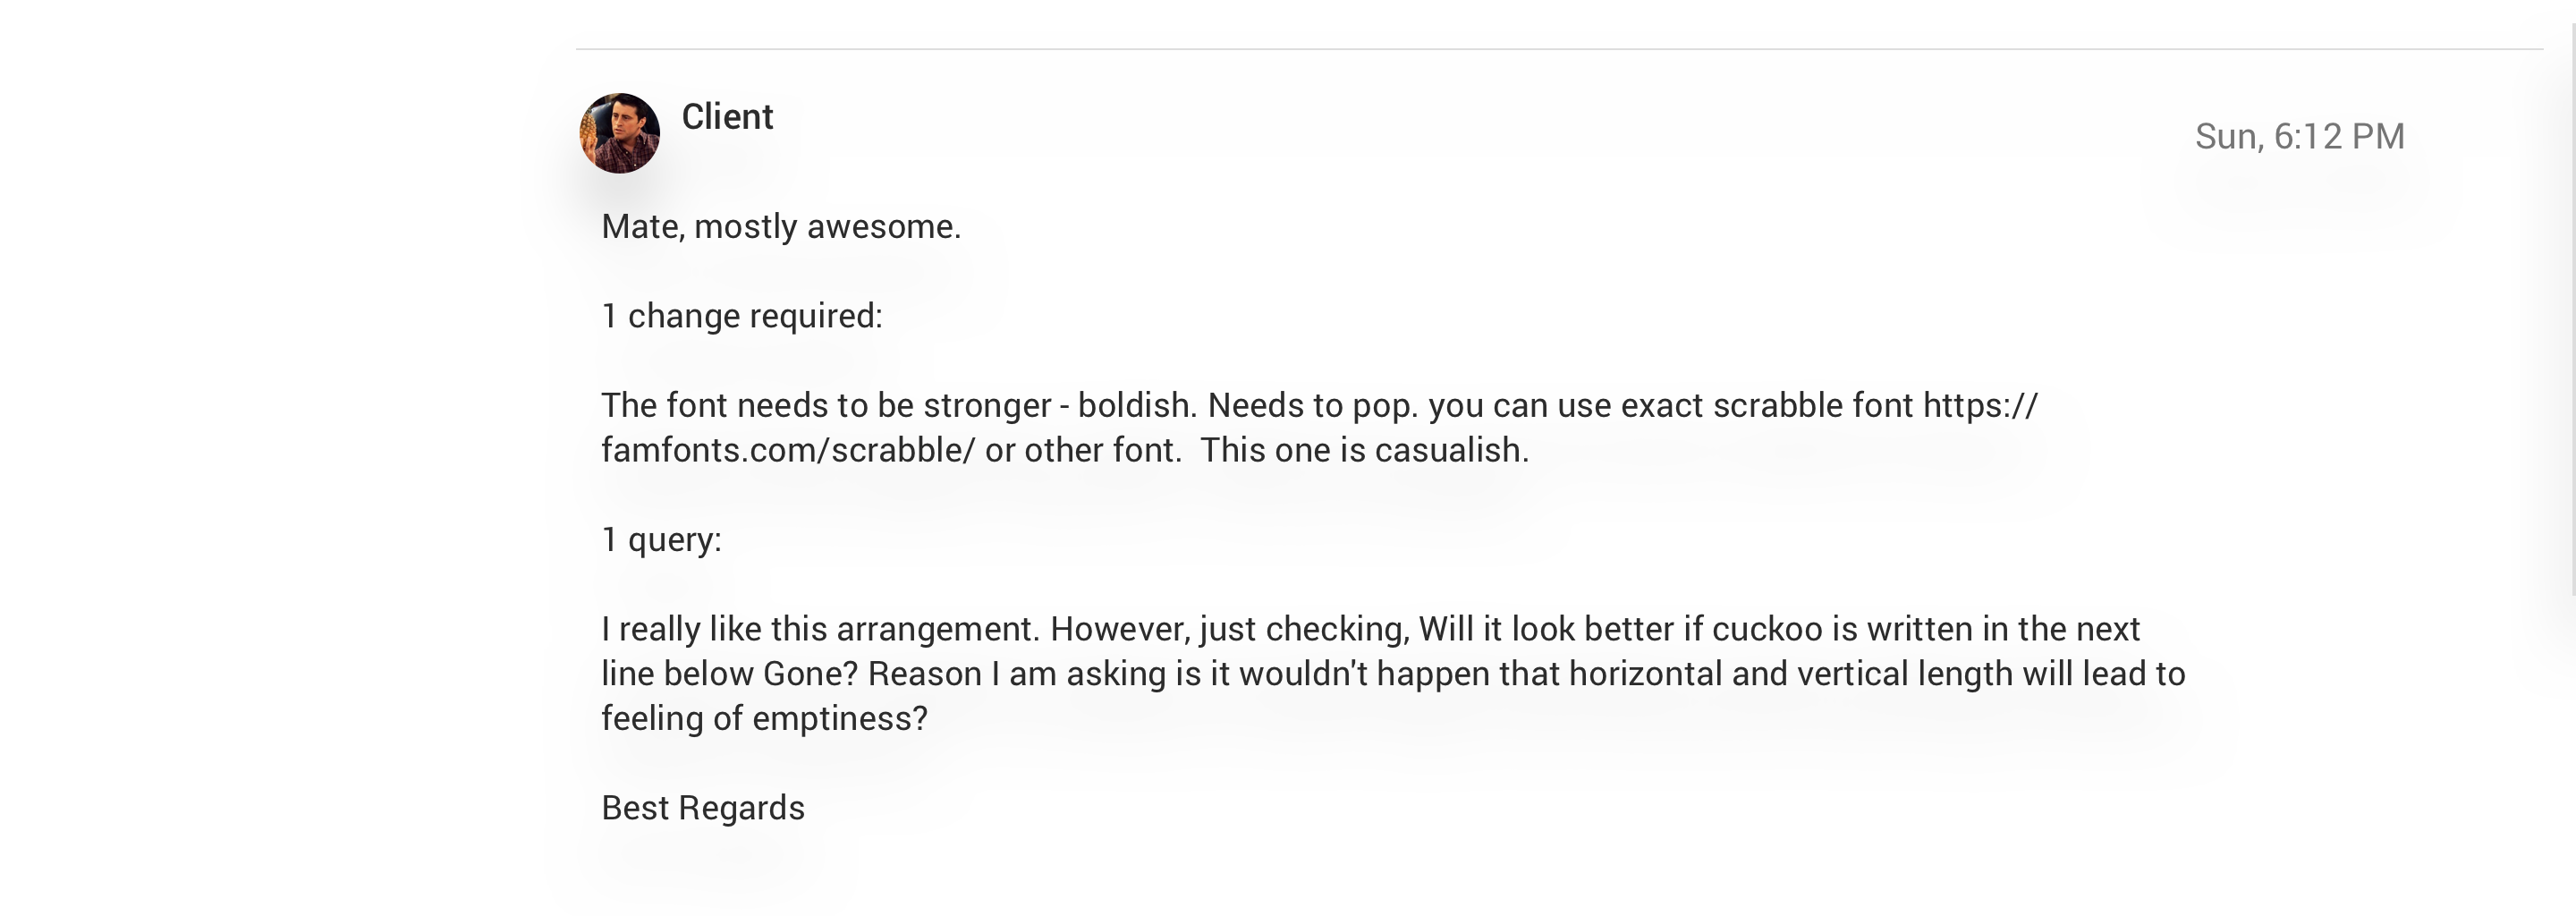 Client
Sun, 6:12 PM
Mate, mostly awesome.
1 change required:
The font needs to be stronger - boldish. Needs to pop. you can use exact scrabble font https://
famfonts.com/scrabble/ or other font.  This one is casualish.
1 query:
I really like this arrangement. However, just checking, Will it look better if cuckoo is written in the next
line below Gone? Reason I am asking is it wouldn't happen that horizontal and vertical length will lead to
feeling of emptiness?
Best Regards